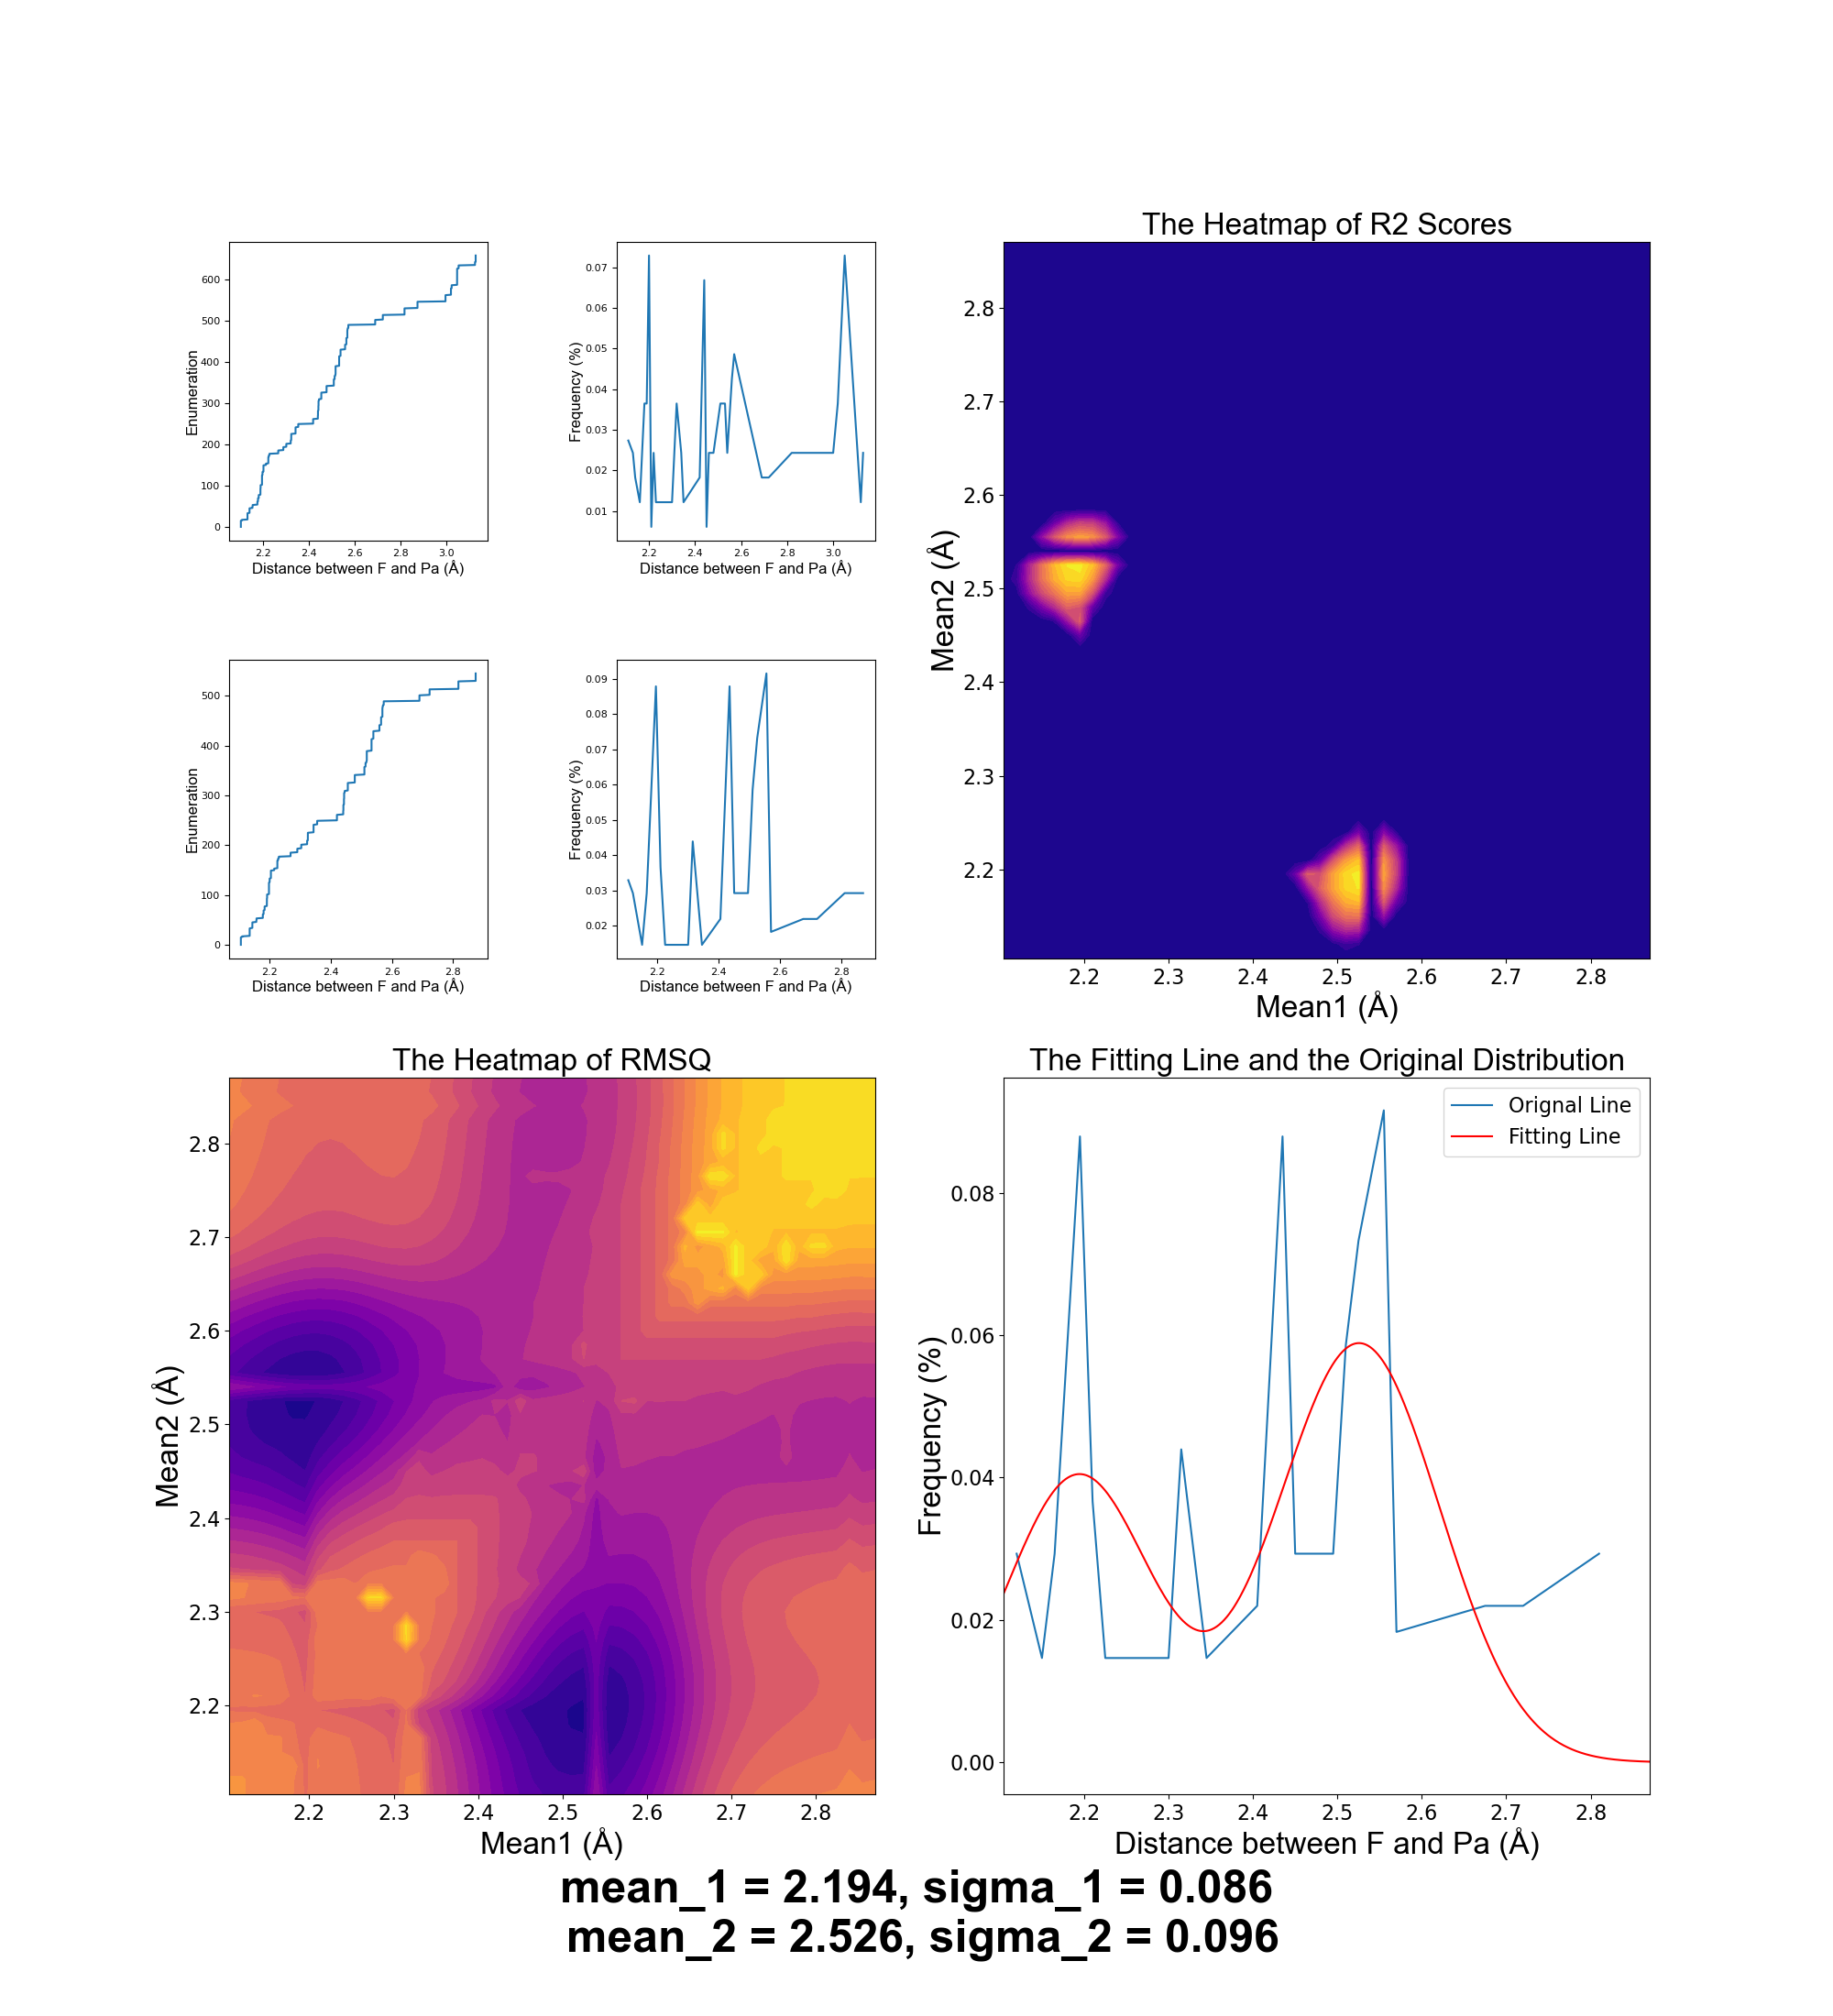 The Heatmap of R2 Scores
Enumeration
600
500
400
300
200
100
0
2.2 2.4 2.6 2.8 3.0
Distance between F and Pa (Å)
Frequency (%)
0.07
0.06
0.05
0.04
0.03
0.02
0.01
2.2 2.4 2.6 2.8 3.0
Distance between F and Pa (Å)
Mean2 (Å)
2.8
2.7
2.6
2.5
2.4
2.3
2.2
2.2 2.3 2.4 2.5 2.6 2.7 2.8
Mean1 (Å)
Enumeration
500
400
300
200
100
0
2.2 2.4 2.6 2.8
Distance between F and Pa (Å)
Frequency (%)
0.09
0.08
0.07
0.06
0.05
0.04
0.03
0.02
2.2 2.4 2.6 2.8
Distance between F and Pa (Å)
The Heatmap of RMSQ
Mean2 (Å)
2.8
2.7
2.6
2.5
2.4
2.3
2.2
2.2 2.3 2.4 2.5 2.6 2.7 2.8
Mean1 (Å)
The Fitting Line and the Original Distribution
Orignal Line
Fitting Line
Frequency (%)
0.08
0.06
0.04
0.02
0.00
2.2 2.3 2.4 2.5 2.6 2.7 2.8
Distance between F and Pa (Å)
mean_1 = 2.194, sigma_1 = 0.086
mean_2 = 2.526, sigma_2 = 0.096